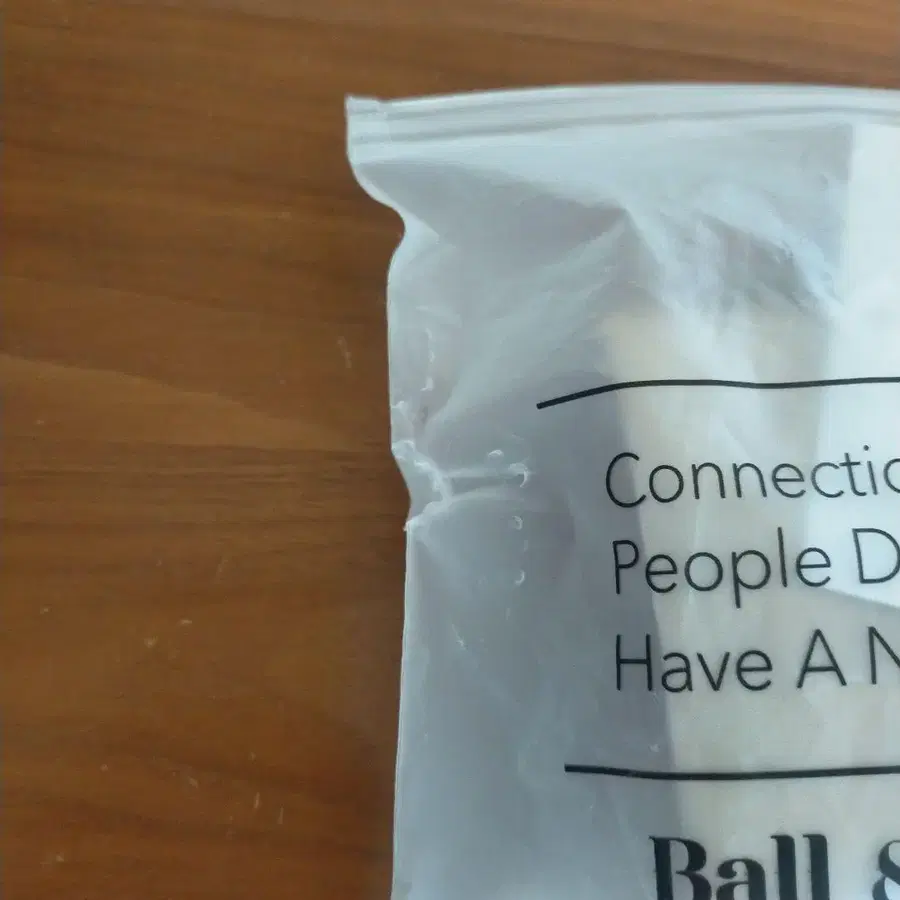 Connectio
People D
Have A N
Ball &